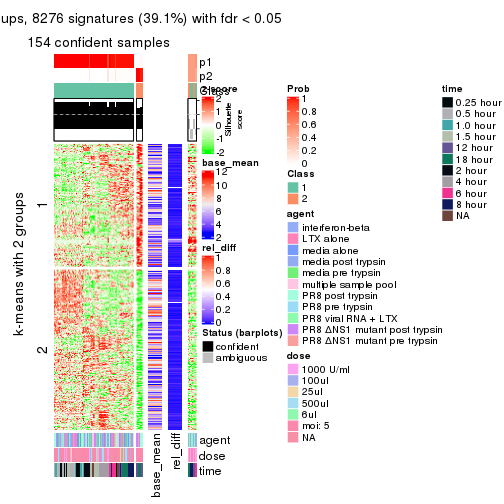 ups, 8276 signatures (39.1%) with fdr < 0.05
154 confident samples
p1
p2
Class
Silhouette
score
k-means with 2 groups
1
2
agent
dose
time
base_mean
rel_diff
z-score
2
1
0
-1
-2
base_mean
12
10
8
6
4
2
rel_diff
1
0.8
0.6
0.4
0.2
0
Status (barplots)
confident
ambiguous
Prob
1
0.8
0.6
0.4
0.2
0
Class
1
2
agent
interferon-beta
LTX alone
media alone
media post trypsin
media pre trypsin
multiple sample pool
PR8 post trypsin
PR8 pre trypsin
PR8 viral RNA + LTX
PR8 ΔNS1 mutant post trypsin
PR8 ΔNS1 mutant pre trypsin
dose
1000 U/ml
100ul
25ul
500ul
6ul
moi: 5
NA
time
0.25 hour
0.5 hour
1.0 hour
1.5 hour
12 hour
18 hour
2 hour
4 hour
6 hour
8 hour
NA